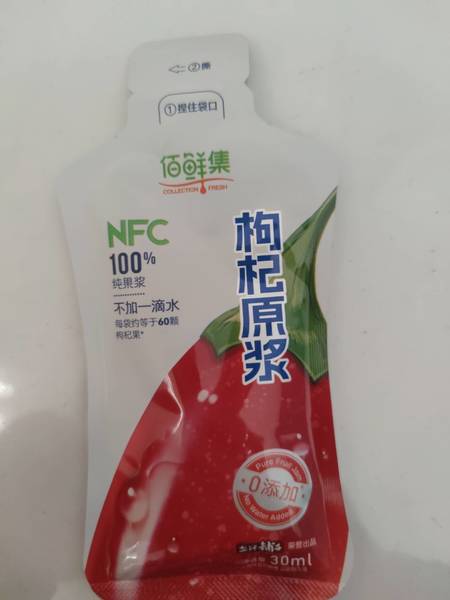 ②撕
①捏住袋口
佰鲜集
COLLECTION FRESH
NFC
100%
纯果浆
不加一滴水
每袋约等于60颗
枸杞果*
枸杞原浆
Pure Fruit Jam
0添加*
No Water Added
荣誉出品
30ml